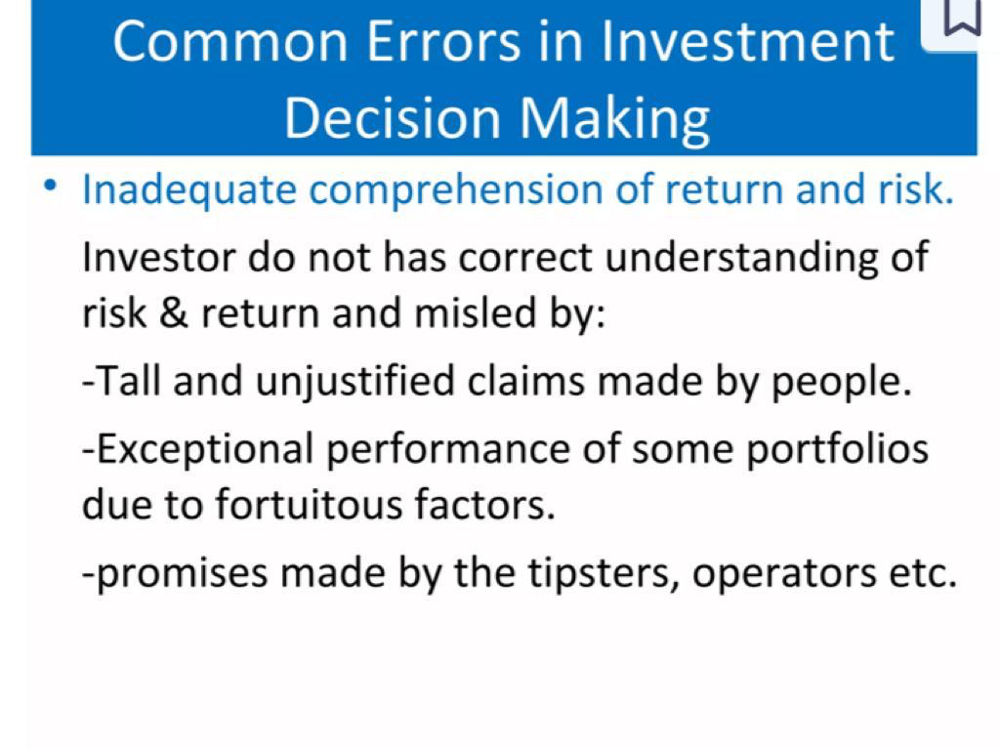 Common Errors in Investment
Decision Making
• Inadequate comprehension of return and risk.
Investor do not has correct understanding of
risk & return and misled by:
-Tall and unjustified claims made by people.
-Exceptional performance of some portfolios
due to fortuitous factors.
-promises made by the tipsters, operators etc.